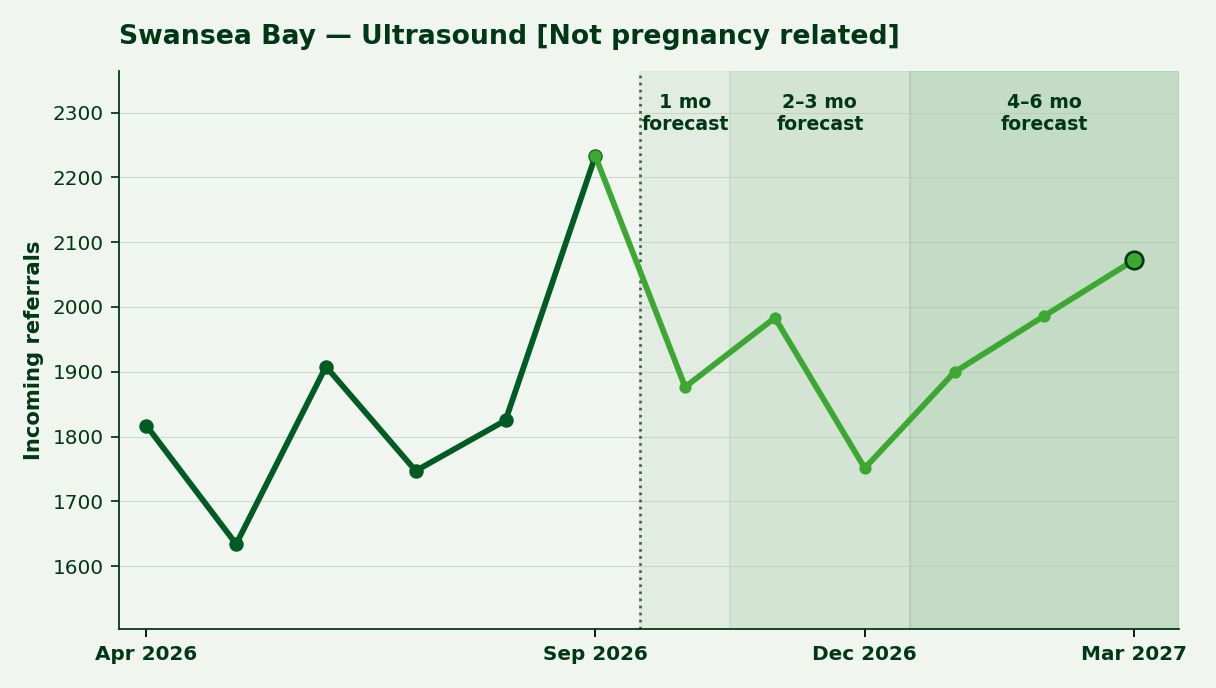 Swansea Bay — Ultrasound [Not pregnancy related]
1 mo
forecast
2–3 mo
forecast
4–6 mo
forecast
Incoming referrals
2300
2200
2100
2000
1900
1800
1700
1600
Apr 2026
Sep 2026
Dec 2026
Mar 2027